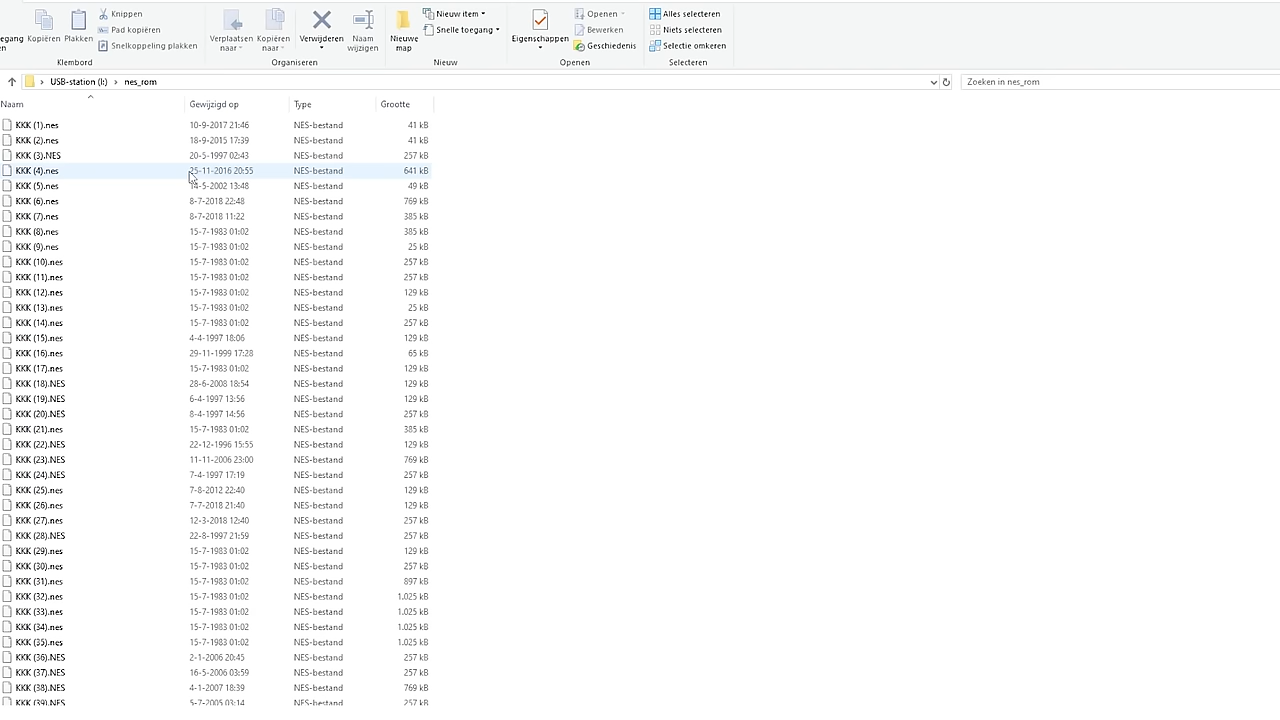 Knippen
Pad kopiëren
Snelkoppeling plakken
Kopiëren
Plakken
Klembord
Verplaatsen naar
Kopiëren naar
Verwijderen
Naam wijzigen
Organiseren
Nieuwe map
Nieuw item
Snelle toegang
Nieuw
Eigenschappen
Openen
Bewerken
Geschiedenis
Openen
Alles selecteren
Niets selecteren
Selectie omkeren
Selecteren
USB-station (I:) > nes_rom
Zoeken in nes_rom
Naam Gewijzigd op Type Grootte
KKK (1).nes 10-9-2017 21:46 NES-bestand 41 kB
KKK (2).nes 18-9-2015 17:39 NES-bestand 41 kB
KKK (3).NES 20-5-1997 02:43 NES-bestand 257 kB
KKK (4).nes 25-11-2016 20:55 NES-bestand 641 kB
KKK (5).nes 14-5-2002 13:48 NES-bestand 49 kB
KKK (6).nes 8-7-2018 22:48 NES-bestand 769 kB
KKK (7).nes 8-7-2018 11:22 NES-bestand 385 kB
KKK (8).nes 15-7-1983 01:02 NES-bestand 385 kB
KKK (9).nes 15-7-1983 01:02 NES-bestand 25 kB
KKK (10).nes 15-7-1983 01:02 NES-bestand 257 kB
KKK (11).nes 15-7-1983 01:02 NES-bestand 257 kB
KKK (12).nes 15-7-1983 01:02 NES-bestand 129 kB
KKK (13).nes 15-7-1983 01:02 NES-bestand 25 kB
KKK (14).nes 15-7-1983 01:02 NES-bestand 257 kB
KKK (15).nes 4-4-1997 18:06 NES-bestand 129 kB
KKK (16).nes 29-11-1999 17:28 NES-bestand 65 kB
KKK (17).nes 15-7-1983 01:02 NES-bestand 129 kB
KKK (18).NES 28-6-2008 18:54 NES-bestand 129 kB
KKK (19).NES 6-4-1997 13:56 NES-bestand 129 kB
KKK (20).NES 8-4-1997 14:56 NES-bestand 257 kB
KKK (21).nes 15-7-1983 01:02 NES-bestand 385 kB
KKK (22).NES 22-12-1996 15:55 NES-bestand 129 kB
KKK (23).NES 11-11-2006 23:00 NES-bestand 769 kB
KKK (24).NES 7-4-1997 17:19 NES-bestand 257 kB
KKK (25).nes 7-8-2012 22:40 NES-bestand 129 kB
KKK (26).nes 7-7-2018 21:40 NES-bestand 129 kB
KKK (27).nes 12-3-2018 12:40 NES-bestand 257 kB
KKK (28).NES 22-8-1997 21:59 NES-bestand 257 kB
KKK (29).nes 15-7-1983 01:02 NES-bestand 129 kB
KKK (30).nes 15-7-1983 01:02 NES-bestand 257 kB
KKK (31).nes 15-7-1983 01:02 NES-bestand 897 kB
KKK (32).nes 15-7-1983 01:02 NES-bestand 1.025 kB
KKK (33).nes 15-7-1983 01:02 NES-bestand 1.025 kB
KKK (34).nes 15-7-1983 01:02 NES-bestand 1.025 kB
KKK (35).nes 15-7-1983 01:02 NES-bestand 1.025 kB
KKK (36).NES 2-1-2006 20:45 NES-bestand 257 kB
KKK (37).NES 16-5-2006 03:59 NES-bestand 257 kB
KKK (38).NES 4-1-2007 18:39 NES-bestand 769 kB
KKK (39).NES 5-7-2005 03:14 NES-bestand 257 kB